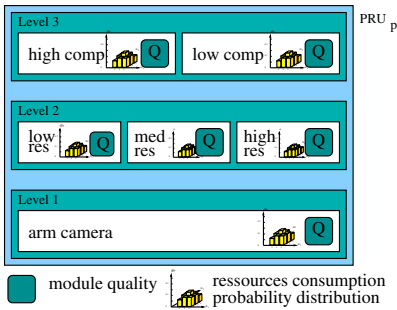 PRU p
Level 3
high comp Q low comp Q
Level 2
low res Q med res Q high res Q
Level 1
arm camera Q
module quality
ressources consumption
probability distribution